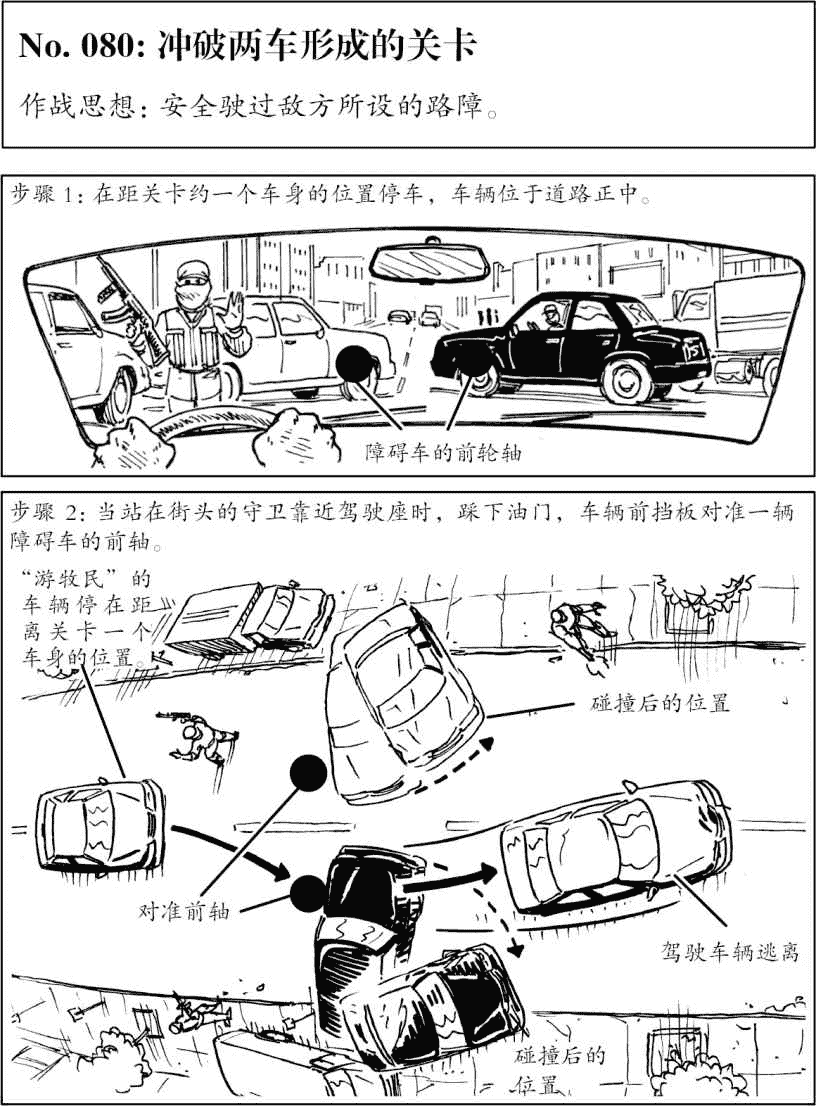 No. 080: 冲破两车形成的关卡
作战思想：安全驶过敌方所设的路障。
步骤 1：在距关卡约一个车身的位置停车，车辆位于道路正中。
障碍车的前轮轴
步骤 2：当站在街头的守卫靠近驾驶座时，踩下油门，车辆前挡板对准一辆
障碍车的前轴。
“游牧民”的
车辆停在距
离关卡一个
车身的位置。
碰撞后的位置
对准前轴
驾驶车辆逃离
碰撞后的
位置